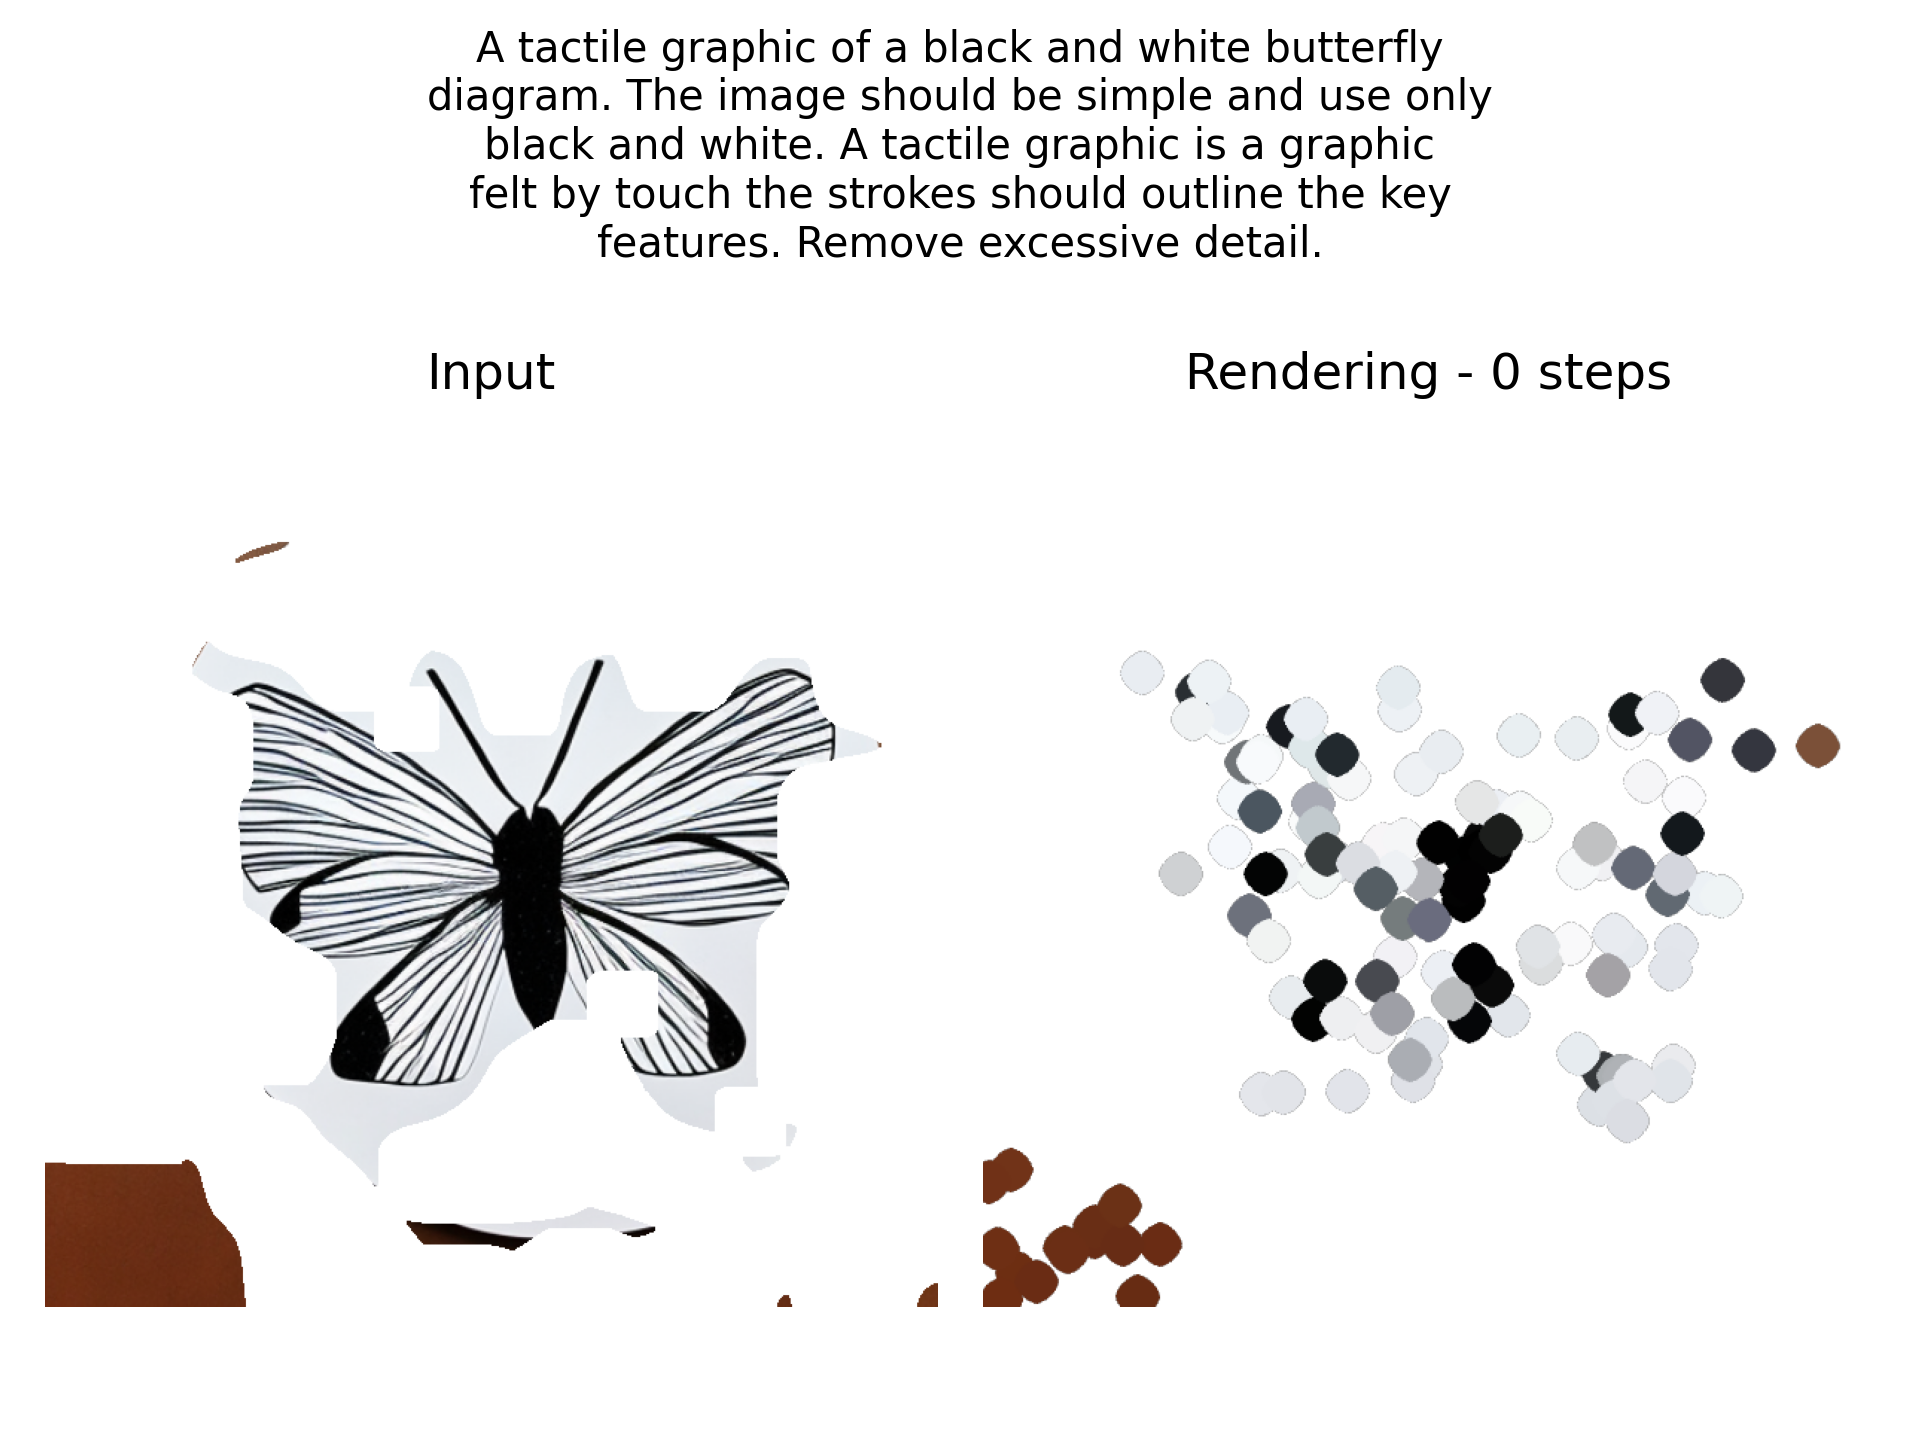 A tactile graphic of a black and white butterfly
diagram. The image should be simple and use only
black and white. A tactile graphic is a graphic
felt by touch the strokes should outline the key
features. Remove excessive detail.
Input
Rendering - 0 steps